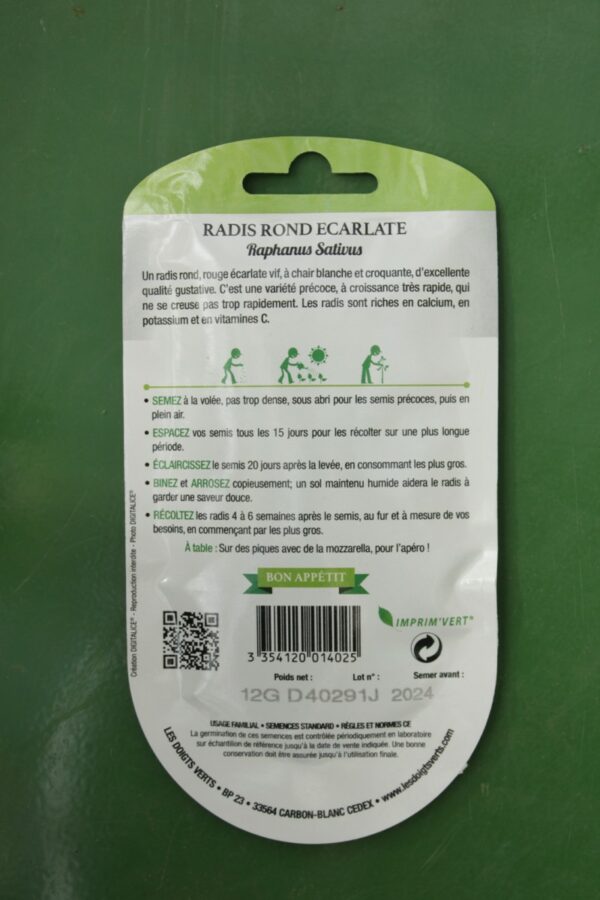 RADIS ROND ECARLATE
Raphanus Sativus
Un radis rond, rouge écarlate vif, à chair blanche et croquante, d'excellente
qualité gustative. C'est une variété précoce, à croissance très rapide, qui
ne se creuse pas trop rapidement. Les radis sont riches en calcium, en
potassium et en vitamines C.
• SEMEZ à la volée, pas trop dense, sous abri pour les semis précoces, puis en
plein air.
• ESPACEZ vos semis tous les 15 jours pour les récolter sur une plus longue
période.
• ÉCLAIRCISSEZ le semis 20 jours après la levée, en consommant les plus gros.
• BINEZ et ARROSEZ copieusement; un sol maintenu humide aidera le radis à
garder une saveur douce.
• RÉCOLTEZ les radis 4 à 6 semaines après le semis, au fur et à mesure de vos
besoins, en commençant par les plus gros.
À table : Sur des piques avec de la mozzarella, pour l'apéro !
BON APPÉTIT
Création DIGITALICE® - Reproduction interdite - Photo DIGITALICE®
3 354120 014025
IMPRIM'VERT®
Poids net : Lot n° : Semer avant :
12G D40291J 2024
USAGE FAMILIAL • SEMENCES STANDARD • RÈGLES ET NORMES CE
La germination de ces semences est contrôlée périodiquement en laboratoire
sur échantillon de référence jusqu'à la date de vente indiquée. Une bonne
conservation doit être assurée jusqu'à l'utilisation finale.
LES DOIGTS VERTS • BP 23 • 33564 CARBON-BLANC CEDEX • www.lesdoigtsverts.com